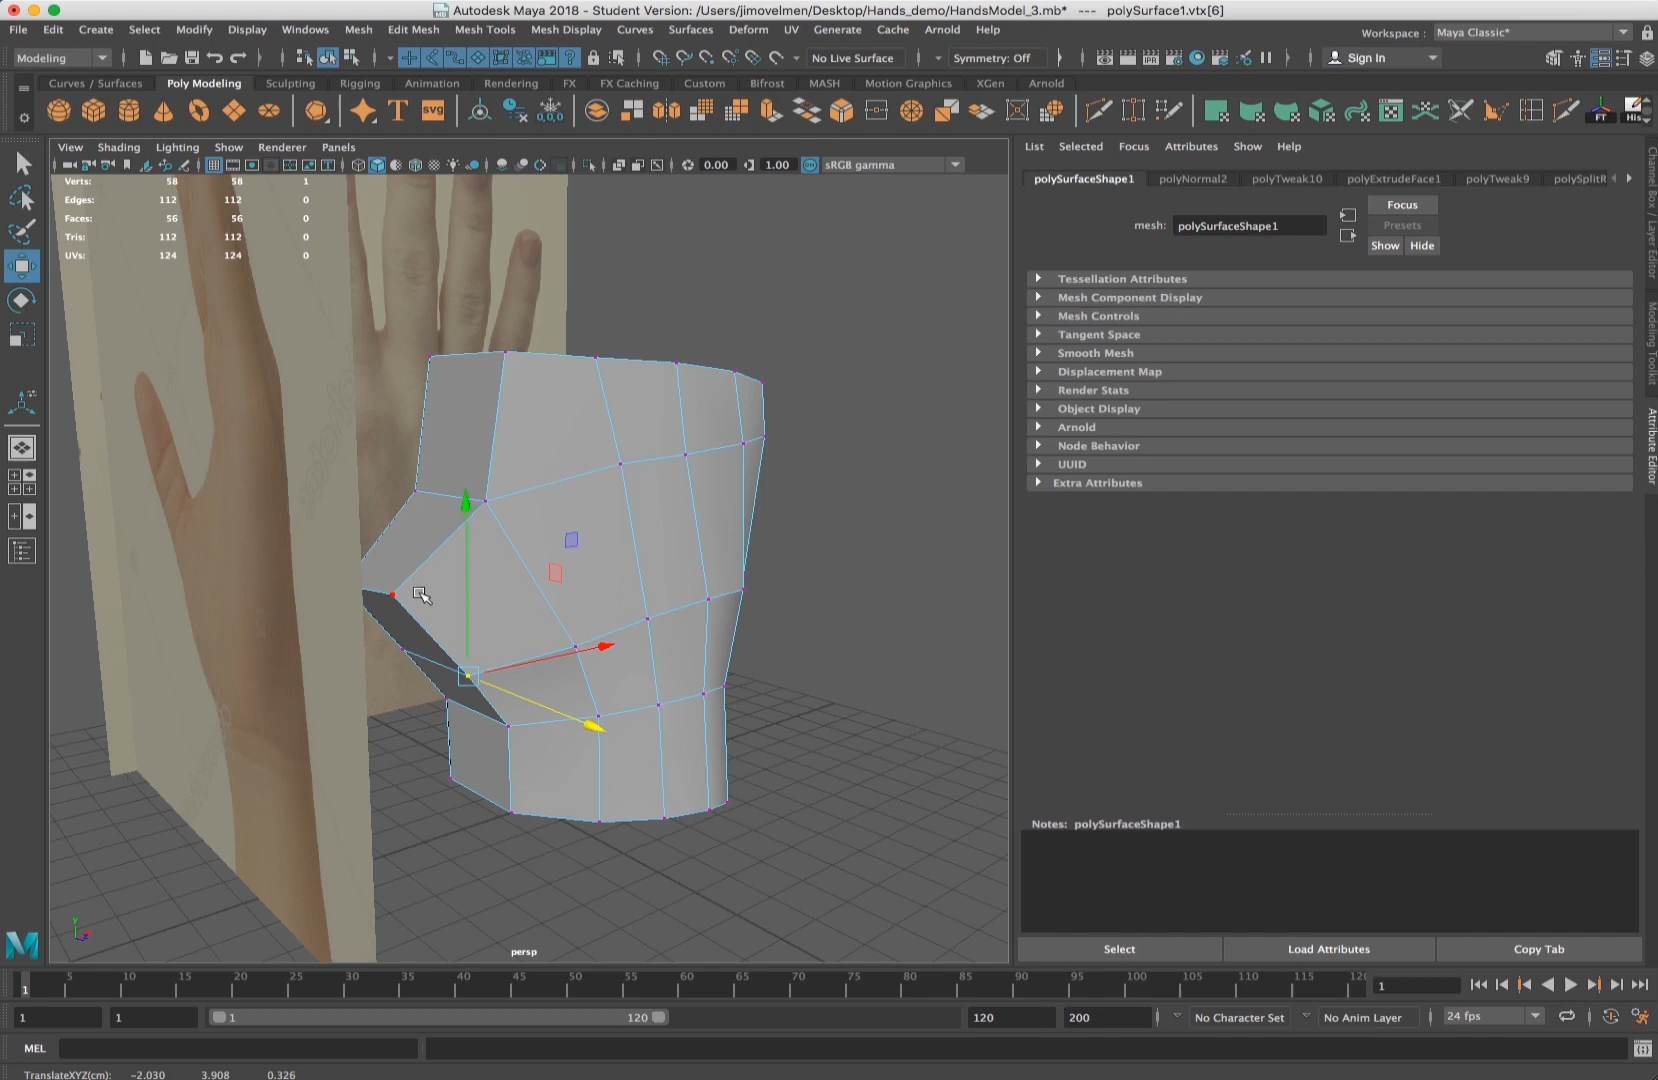 Autodesk Maya 2018 - Student Version: /Users/jimovelmen/Desktop/Hands_demo/HandsModel_3.mb* --- polySurface1.vtx[6]
File Edit Create Select Modify Display Windows Mesh Edit Mesh Mesh Tools Mesh Display Curves Surfaces Deform UV Generate Cache Arnold Help
Workspace : Maya Classic*
Modeling No Live Surface Symmetry: Off Sign In
Curves / Surfaces Poly Modeling Sculpting Rigging Animation Rendering FX FX Caching Custom Bifrost MASH Motion Graphics XGen Arnold
T svg 0,0,0 FT His
View Shading Lighting Show Renderer Panels
0.00 1.00 sRGB gamma
Verts: 58 58 1
Edges: 112 112 0
Faces: 56 56 0
Tris: 112 112 0
UVs: 124 124 0
persp
List Selected Focus Attributes Show Help
polySurfaceShape1 polyNormal2 polyTweak10 polyExtrudeFace1 polyTweak9 polySplitR
mesh: polySurfaceShape1
Focus
Presets
Show Hide
Tessellation Attributes
Mesh Component Display
Mesh Controls
Tangent Space
Smooth Mesh
Displacement Map
Render Stats
Object Display
Arnold
Node Behavior
UUID
Extra Attributes
Notes: polySurfaceShape1
Select Load Attributes Copy Tab
Channel Box / Layer Editor
Modeling Toolkit
Attribute Editor
1 5 10 15 20 25 30 35 40 45 50 55 60 65 70 75 80 85 90 95 100 105 110 115 120 1
1 1 1 120 120 200 No Character Set No Anim Layer 24 fps
MEL
TranslateXYZ(cm): -2.030 3.908 0.326